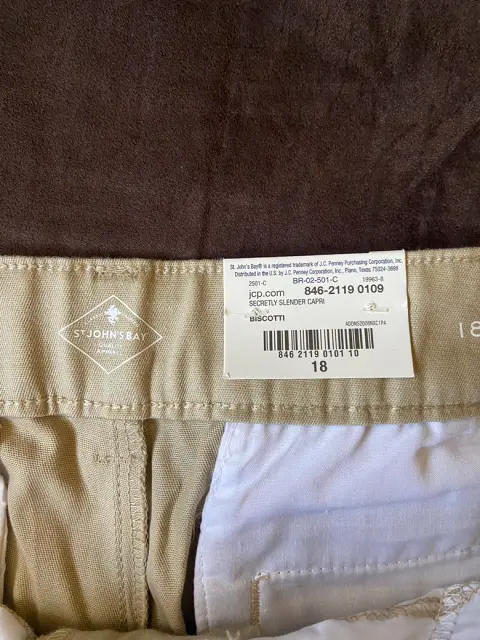 St. John's Bay® is a registered trademark of J.C. Penney Purchasing Corporation, Inc.
Distributed in the U.S. by J.C. Penney Corporation, Inc., Plano, Texas 75024-3698
2501-C BR-02-501-C 19963-8
jcp.com 846-2119 0109
SECRETLY SLENDER CAPRI
BISCOTTI
846 2119 0101 10
18
ST JOHN'S BAY
18